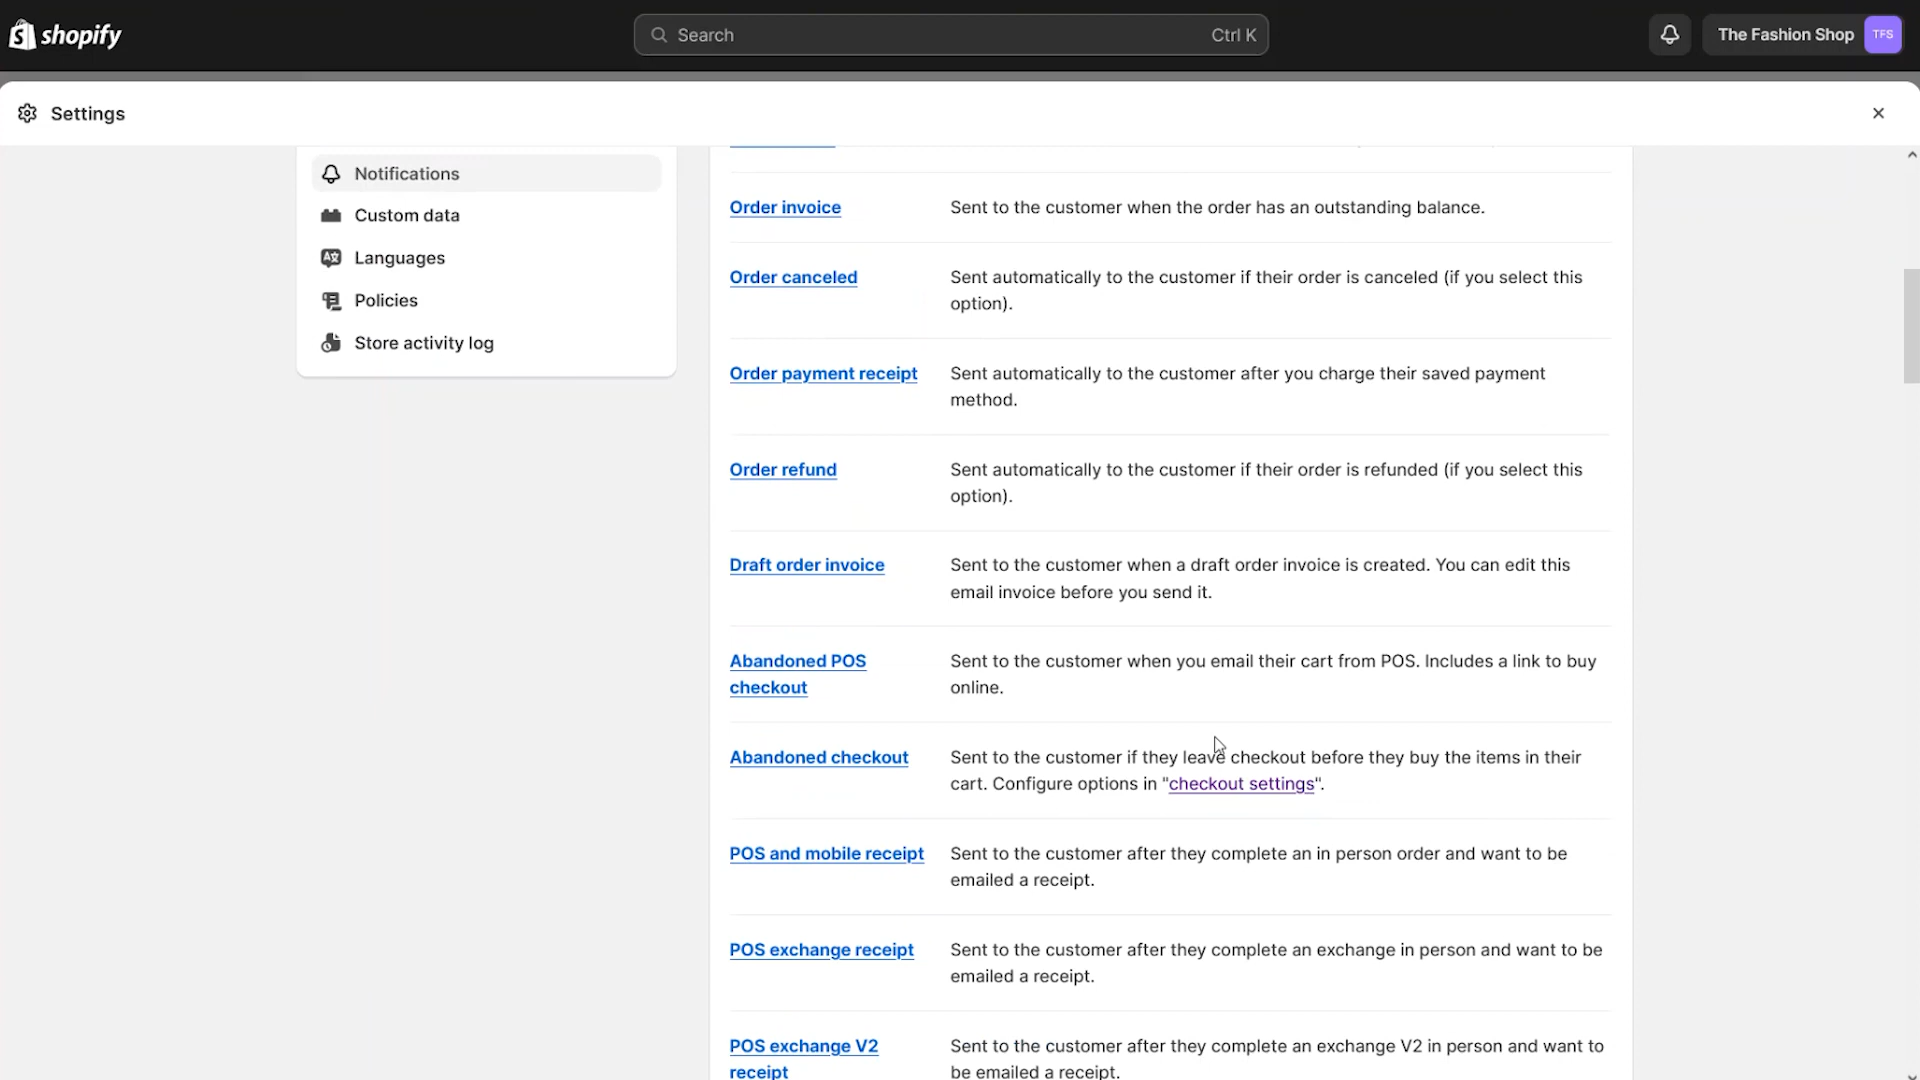 shopify
Search
Ctrl K
The Fashion Shop
TFS
Settings
Notifications
Custom data
Languages
Policies
Store activity log
Order invoice
Sent to the customer when the order has an outstanding balance.
Order canceled
Sent automatically to the customer if their order is canceled (if you select this
option).
Order payment receipt
Sent automatically to the customer after you charge their saved payment
method.
Order refund
Sent automatically to the customer if their order is refunded (if you select this
option).
Draft order invoice
Sent to the customer when a draft order invoice is created. You can edit this
email invoice before you send it.
Abandoned POS
checkout
Sent to the customer when you email their cart from POS. Includes a link to buy
online.
Abandoned checkout
Sent to the customer if they leave checkout before they buy the items in their
cart. Configure options in "checkout settings".
POS and mobile receipt
Sent to the customer after they complete an in person order and want to be
emailed a receipt.
POS exchange receipt
Sent to the customer after they complete an exchange in person and want to be
emailed a receipt.
POS exchange V2
receipt
Sent to the customer after they complete an exchange V2 in person and want to
be emailed a receipt.